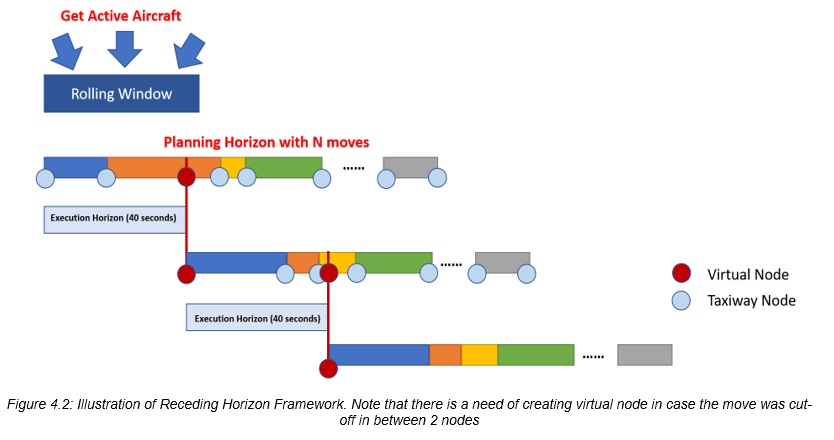 Get Active Aircraft
Rolling Window
Planning Horizon with N moves
......
Execution Horizon (40 seconds)
......
Virtual Node
Taxiway Node
Execution Horizon (40 seconds)
......
Figure 4.2: Illustration of Receding Horizon Framework. Note that there is a need of creating virtual node in case the move was cut-
off in between 2 nodes